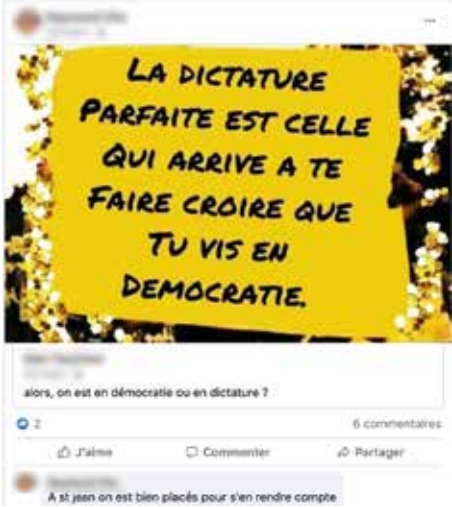 LA DICTATURE
PARFAITE EST CELLE
QUI ARRIVE A TE
FAIRE CROIRE QUE
TU VIS EN
DEMOCRATIE.
alors, on est en démocratie ou en dictature ?
2
6 commentaires
J'aime Commenter Partager
A st jean on est bien placés pour s'en rendre compte